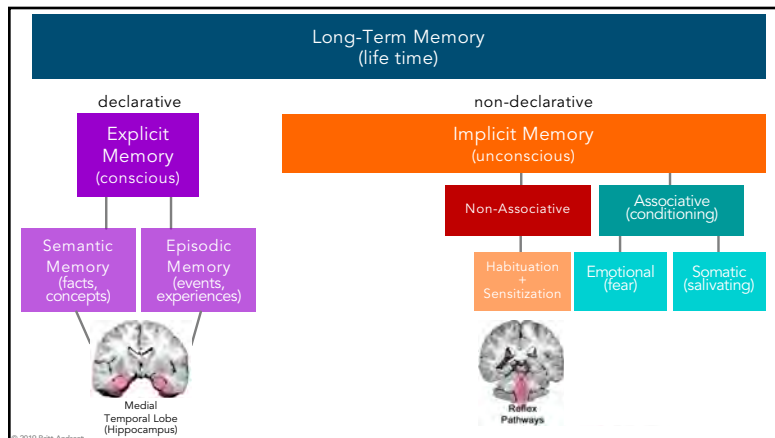 Long-Term Memory
(life time)
declarative
non-declarative
Explicit
Memory
(conscious)
Implicit Memory
(unconscious)
Non-Associative
Associative
(conditioning)
Semantic
Memory
(facts,
concepts)
Episodic
Memory
(events,
experiences)
Habituation
+
Sensitization
Emotional
(fear)
Somatic
(salivating)
Medial
Temporal Lobe
(Hippocampus)
Reflex
Pathways